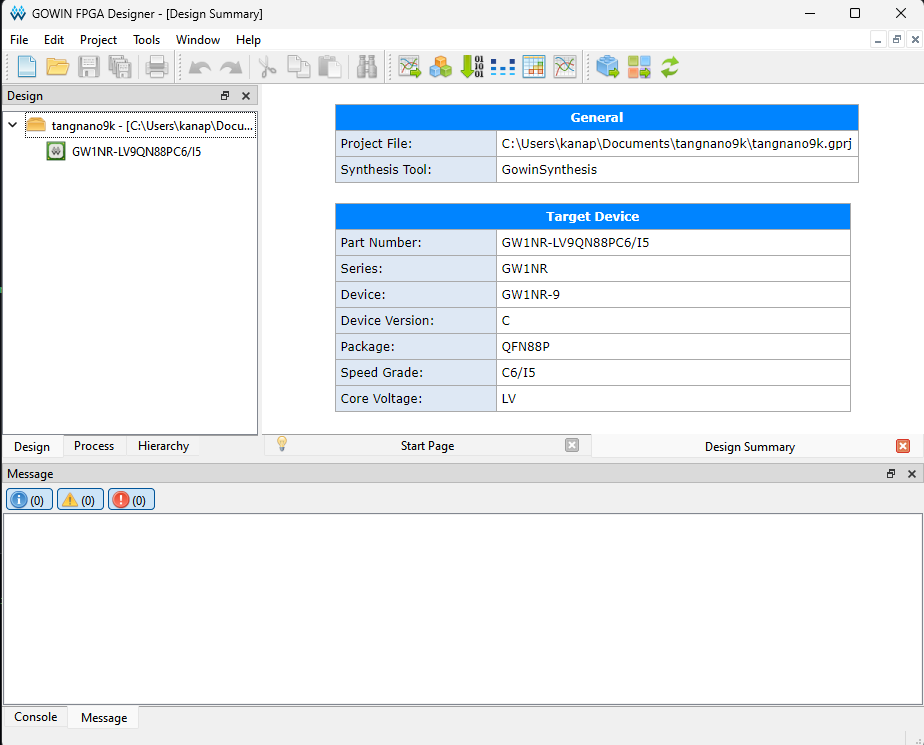 GOWIN FPGA Designer - [Design Summary]
File Edit Project Tools Window Help
Design
tangnano9k - [C:\Users\kanap\Docu...
GW1NR-LV9QN88PC6/I5
General
Project File: C:\Users\kanap\Documents\tangnano9k\tangnano9k.gprj
Synthesis Tool: GowinSynthesis
Target Device
Part Number: GW1NR-LV9QN88PC6/I5
Series: GW1NR
Device: GW1NR-9
Device Version: C
Package: QFN88P
Speed Grade: C6/I5
Core Voltage: LV
Design Process Hierarchy
Start Page Design Summary
Message
(0) (0) (0)
Console Message